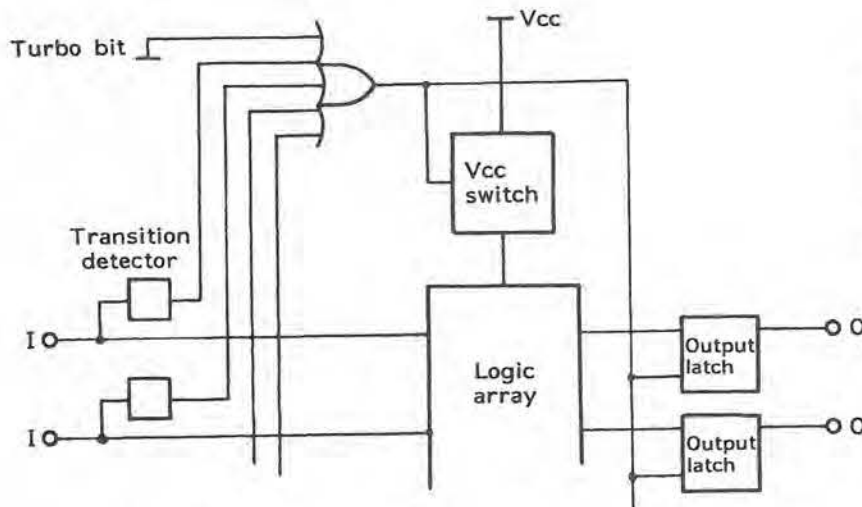 Vcc
Turbo bit
Vcc
switch
Transition
detector
I
O
Output
latch
Logic
array
I
O
Output
latch